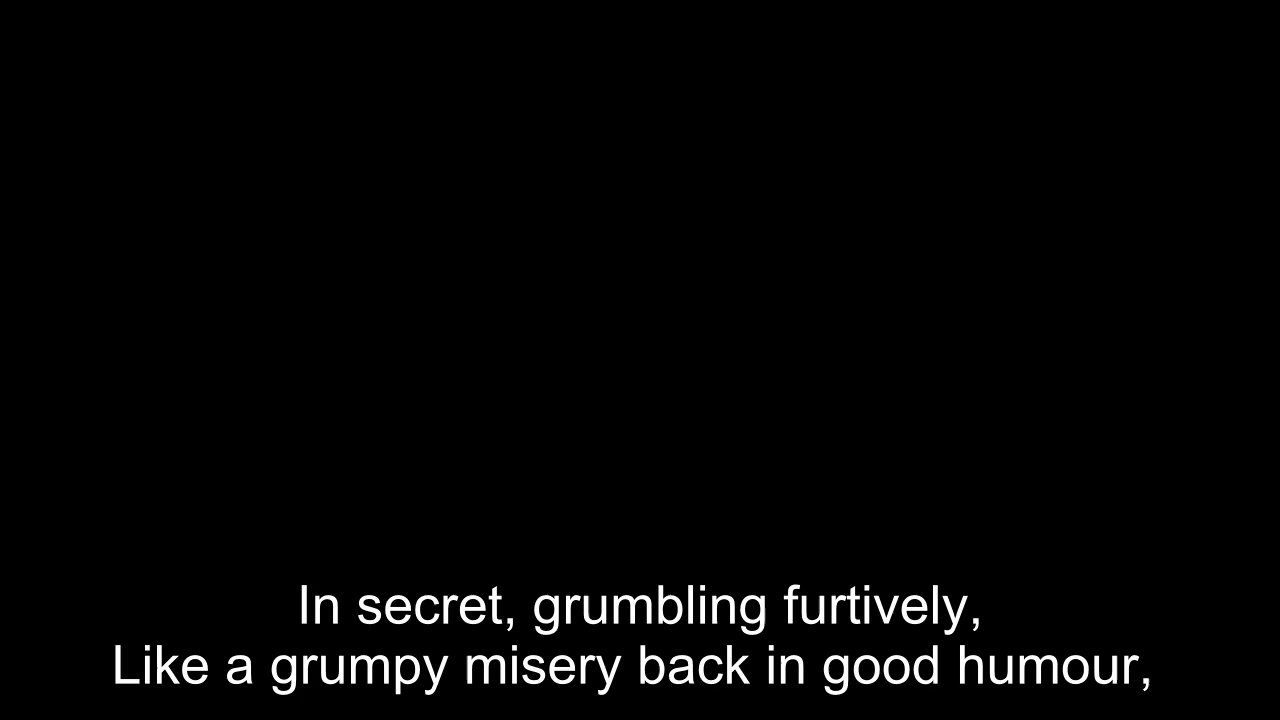 In secret, grumbling furtively,
Like a grumpy misery back in good humour,